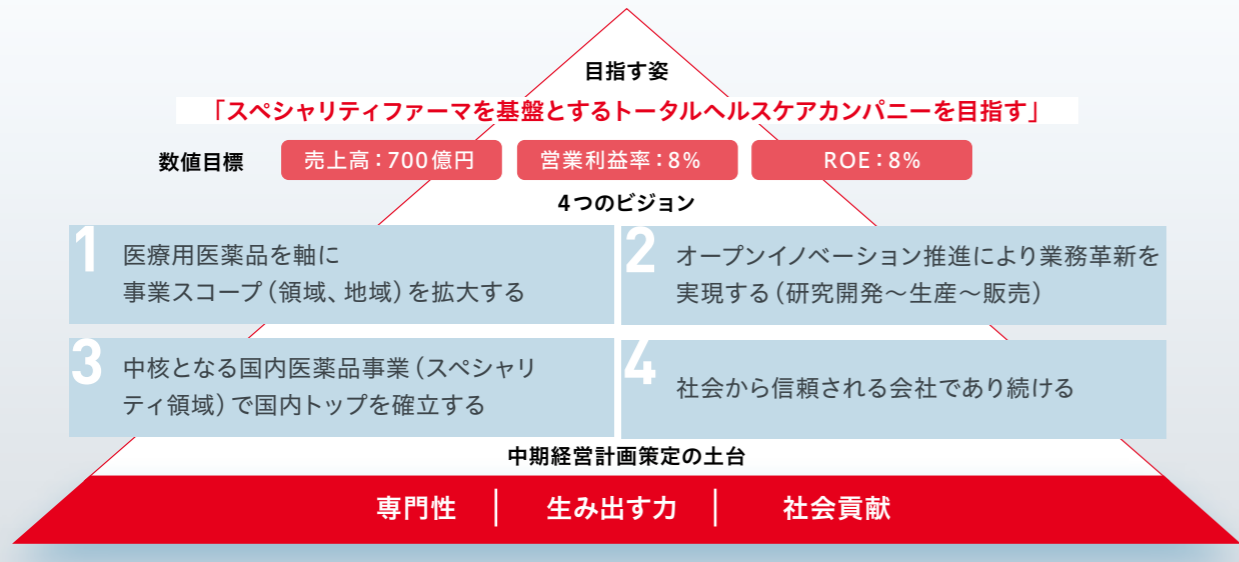 目指す姿
「スペシャリティファーマを基盤とするトータルヘルスケアカンパニーを目指す」
数値目標
売上高：700億円
営業利益率：8%
ROE：8%
4つのビジョン
1
医療用医薬品を軸に
事業スコープ（領域、地域）を拡大する
2
オープンイノベーション推進により業務革新を
実現する（研究開発～生産～販売）
3
中核となる国内医薬品事業（スペシャリ
ティ領域）で国内トップを確立する
4
社会から信頼される会社であり続ける
中期経営計画策定の土台
専門性
生み出す力
社会貢献